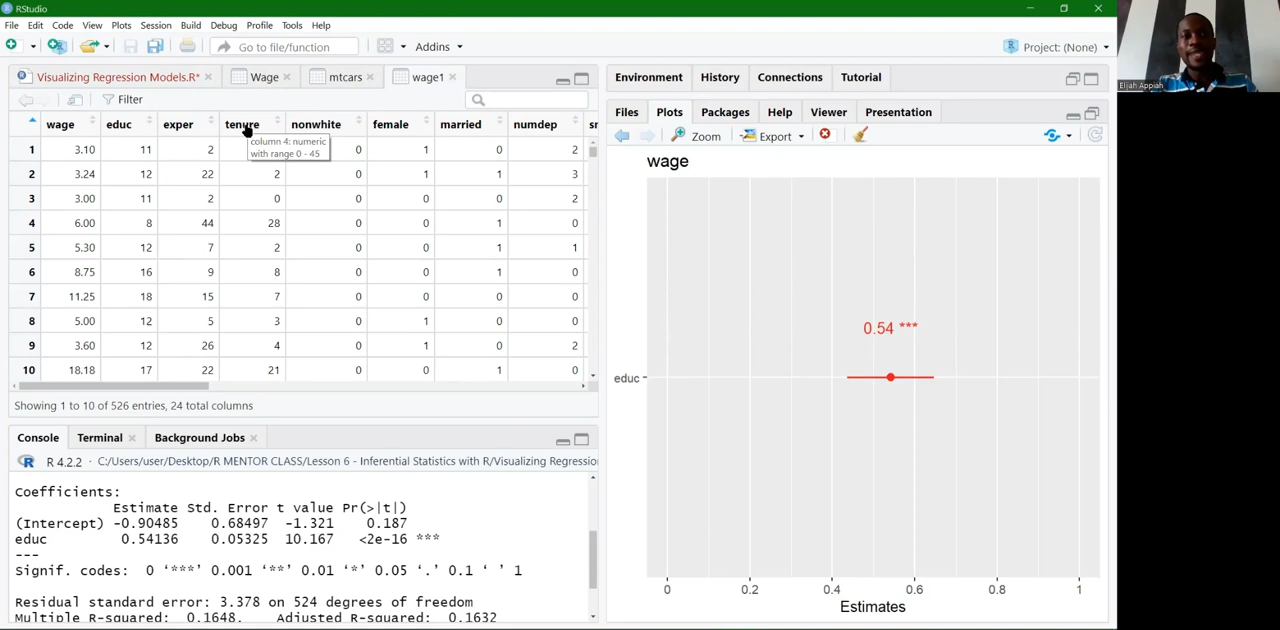 RStudio
File Edit Code View Plots Session Build Debug Profile Tools Help
Go to file/function Addins Project: (None)
Visualizing Regression Models.R* Wage mtcars wage1
Filter
wage educ exper tenure nonwhite female married numdep sr
column 4: numeric
with range 0 - 45
1 3.10 11 2 0 1 0 2
2 3.24 12 22 2 0 1 1 3
3 3.00 11 2 0 0 0 0 2
4 6.00 8 44 28 0 0 1 0
5 5.30 12 7 2 0 0 1 1
6 8.75 16 9 8 0 0 1 0
7 11.25 18 15 7 0 0 0 0
8 5.00 12 5 3 0 1 0 0
9 3.60 12 26 4 0 1 0 2
10 18.18 17 22 21 0 0 1 0
Showing 1 to 10 of 526 entries, 24 total columns
Console Terminal Background Jobs
R 4.2.2 · C:/Users/user/Desktop/R MENTOR CLASS/Lesson 6 - Inferential Statistics with R/Visualizing Regressio
Coefficients:
Estimate Std. Error t value Pr(>|t|)
(Intercept) -0.90485 0.68497 -1.321 0.187
educ 0.54136 0.05325 10.167 <2e-16 ***
---
Signif. codes: 0 ‘***’ 0.001 ‘**’ 0.01 ‘*’ 0.05 ‘.’ 0.1 ‘ ’ 1
Residual standard error: 3.378 on 524 degrees of freedom
Multiple R-squared: 0.1648, Adjusted R-squared: 0.1632
Environment History Connections Tutorial
Files Plots Packages Help Viewer Presentation
Zoom Export
wage
0.54 ***
educ
0 0.2 0.4 0.6 0.8 1
Estimates
Elijah Appiah